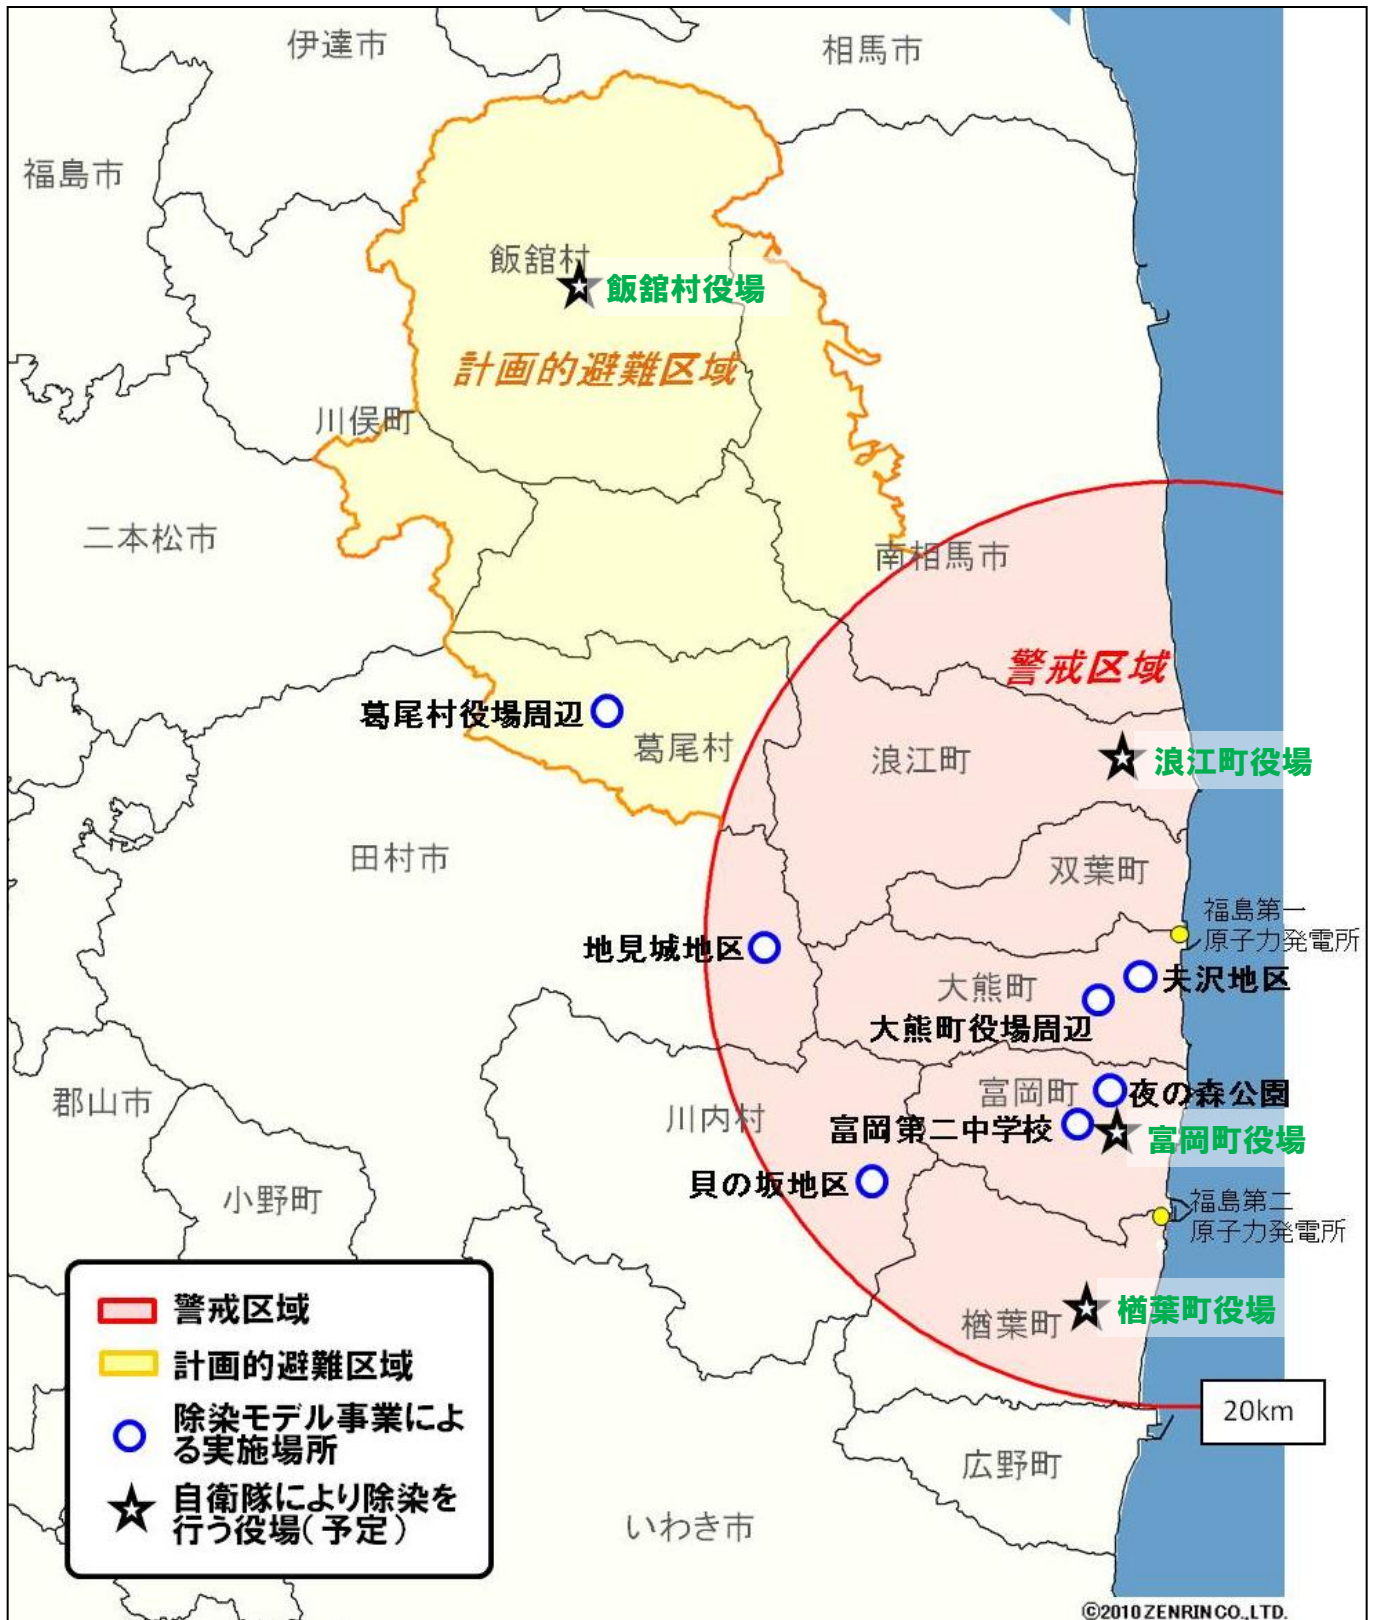 伊達市
相馬市
福島市
飯舘村
飯舘村役場
計画的避難区域
川俣町
二本松市
南相馬市
警戒区域
葛尾村役場周辺
葛尾村
浪江町
浪江町役場
田村市
双葉町
福島第一
原子力発電所
地見城地区
大熊町
夫沢地区
大熊町役場周辺
郡山市
富岡町
夜の森公園
川内村
富岡第二中学校
富岡町役場
貝の坂地区
小野町
福島第二
原子力発電所
楢葉町
楢葉町役場
警戒区域
計画的避難区域
除染モデル事業によ
る実施場所
自衛隊により除染を
行う役場(予定)
20km
広野町
いわき市
©2010 ZENRIN CO.,LTD.